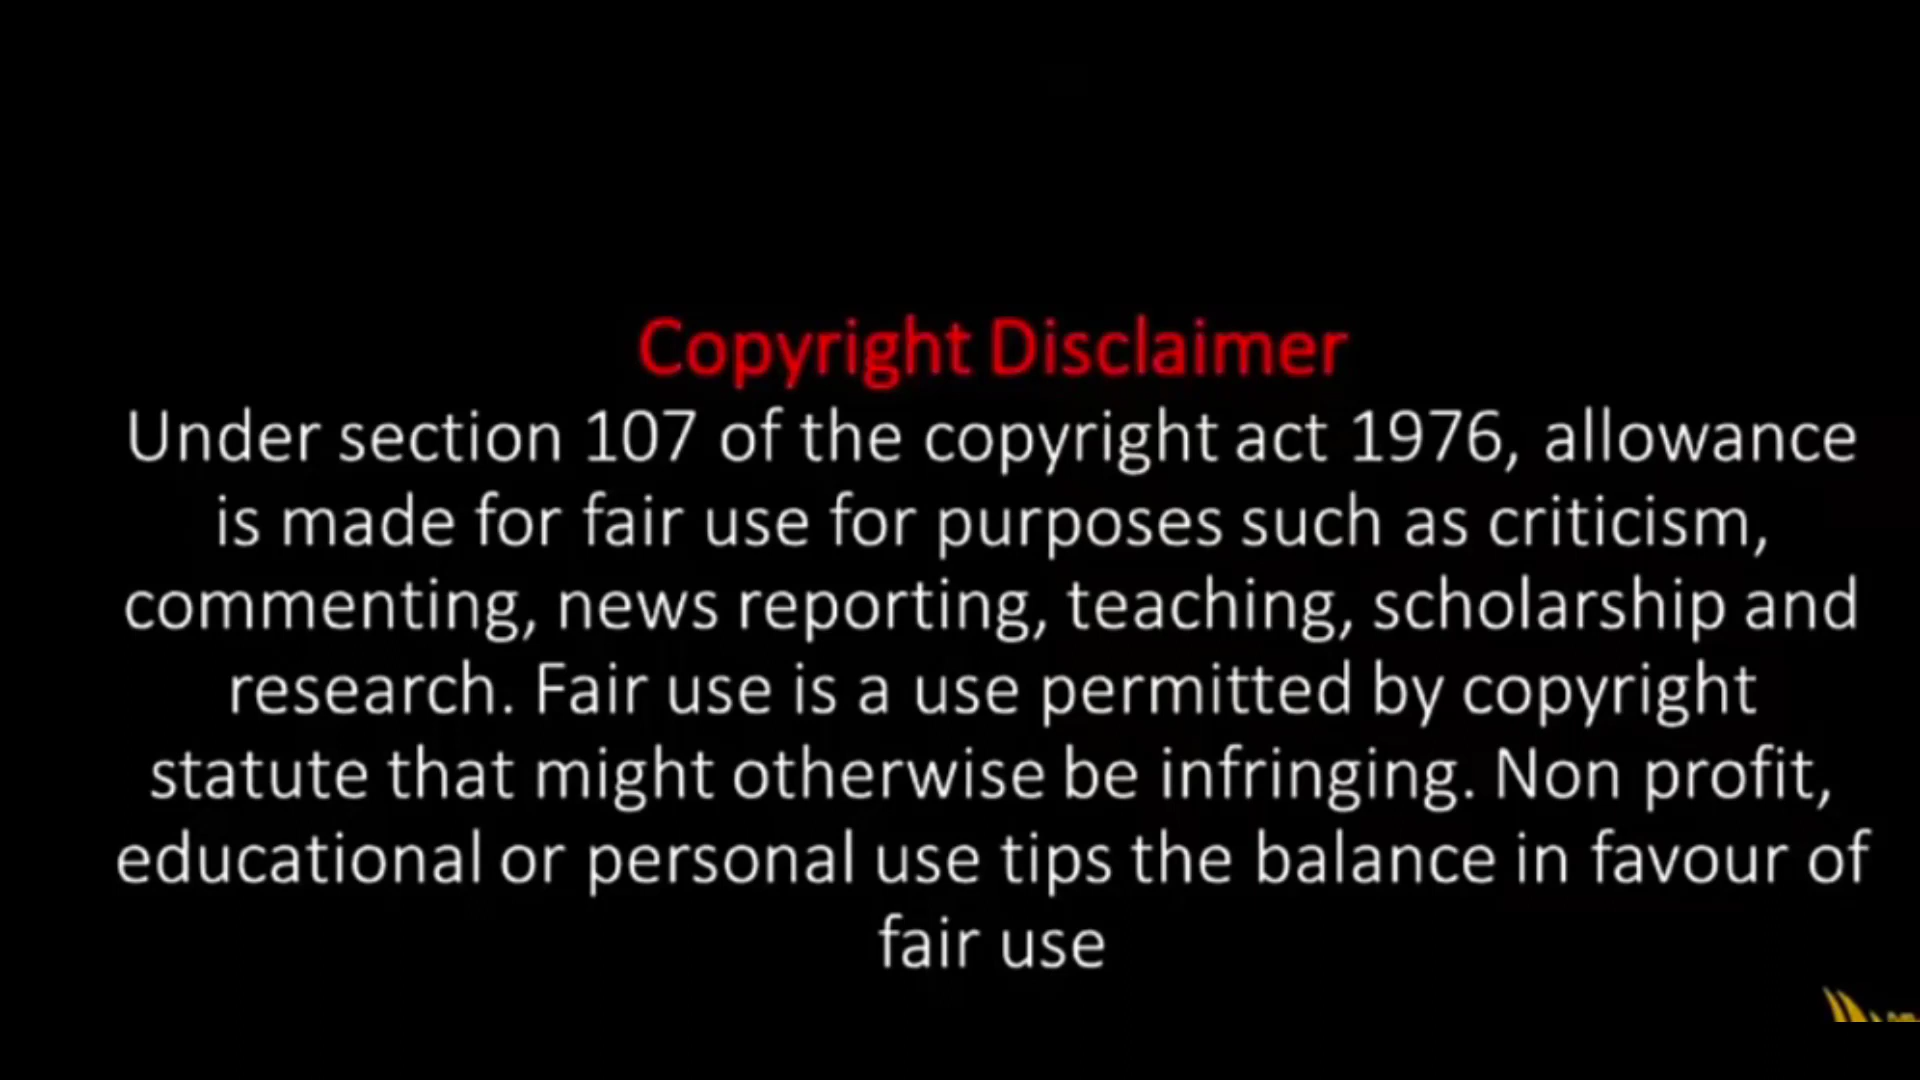 Copyright Disclaimer
Under section 107 of the copyright act 1976, allowance
is made for fair use for purposes such as criticism,
commenting, news reporting, teaching, scholarship and
research. Fair use is a use permitted by copyright
statute that might otherwise be infringing. Non profit,
educational or personal use tips the balance in favour of
fair use